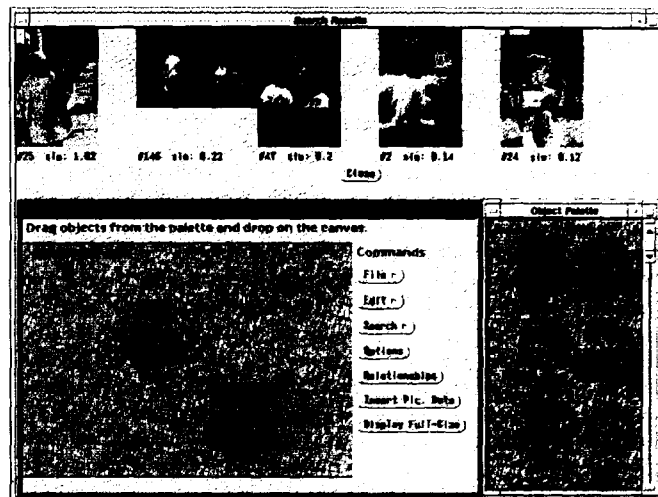 Search Results
#25 sim: 1.02 #146 sim: 0.22 #47 sim: 0.2 #2 sim: 0.14 #24 sim: 0.12
Close
Object Palette
Drag objects from the palette and drop on the canvas.
Commands
File
Edit
Search
Options
Relationships
Import Pic. Data
Display Full-Size